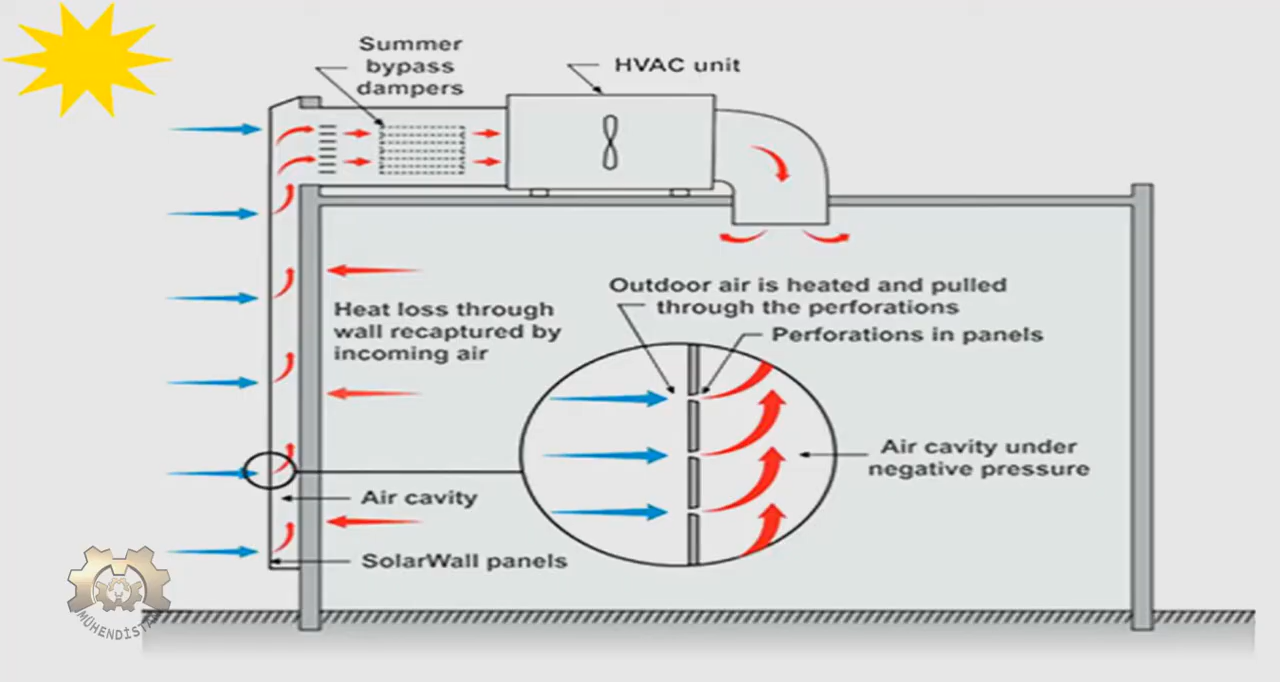 Summer
bypass
dampers
HVAC unit
Outdoor air is heated and pulled
through the perforations
Perforations in panels
Heat loss through
wall recaptured by
incoming air
Air cavity under
negative pressure
Air cavity
SolarWall panels